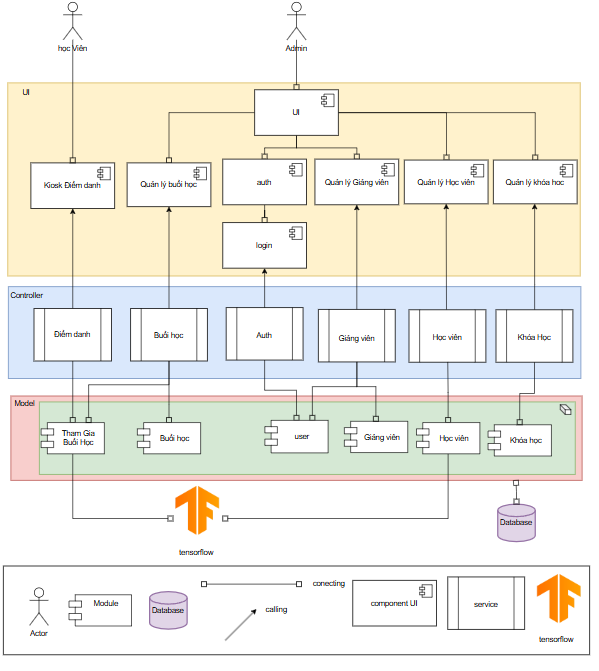 học Viên
Admin
UI
UI
Kiosk Điểm danh
Quản lý buổi học
auth
Quản lý Giảng viên
Quản lý Học viên
Quản lý khóa học
login
Controller
Điểm danh
Buổi học
Auth
Giảng viên
Học viên
Khóa Học
Model
Tham Gia
Buổi Học
Buổi học
user
Giảng viên
Học viên
Khóa học
tensorflow
Database
Actor
Module
Database
conecting
calling
component UI
service
tensorflow